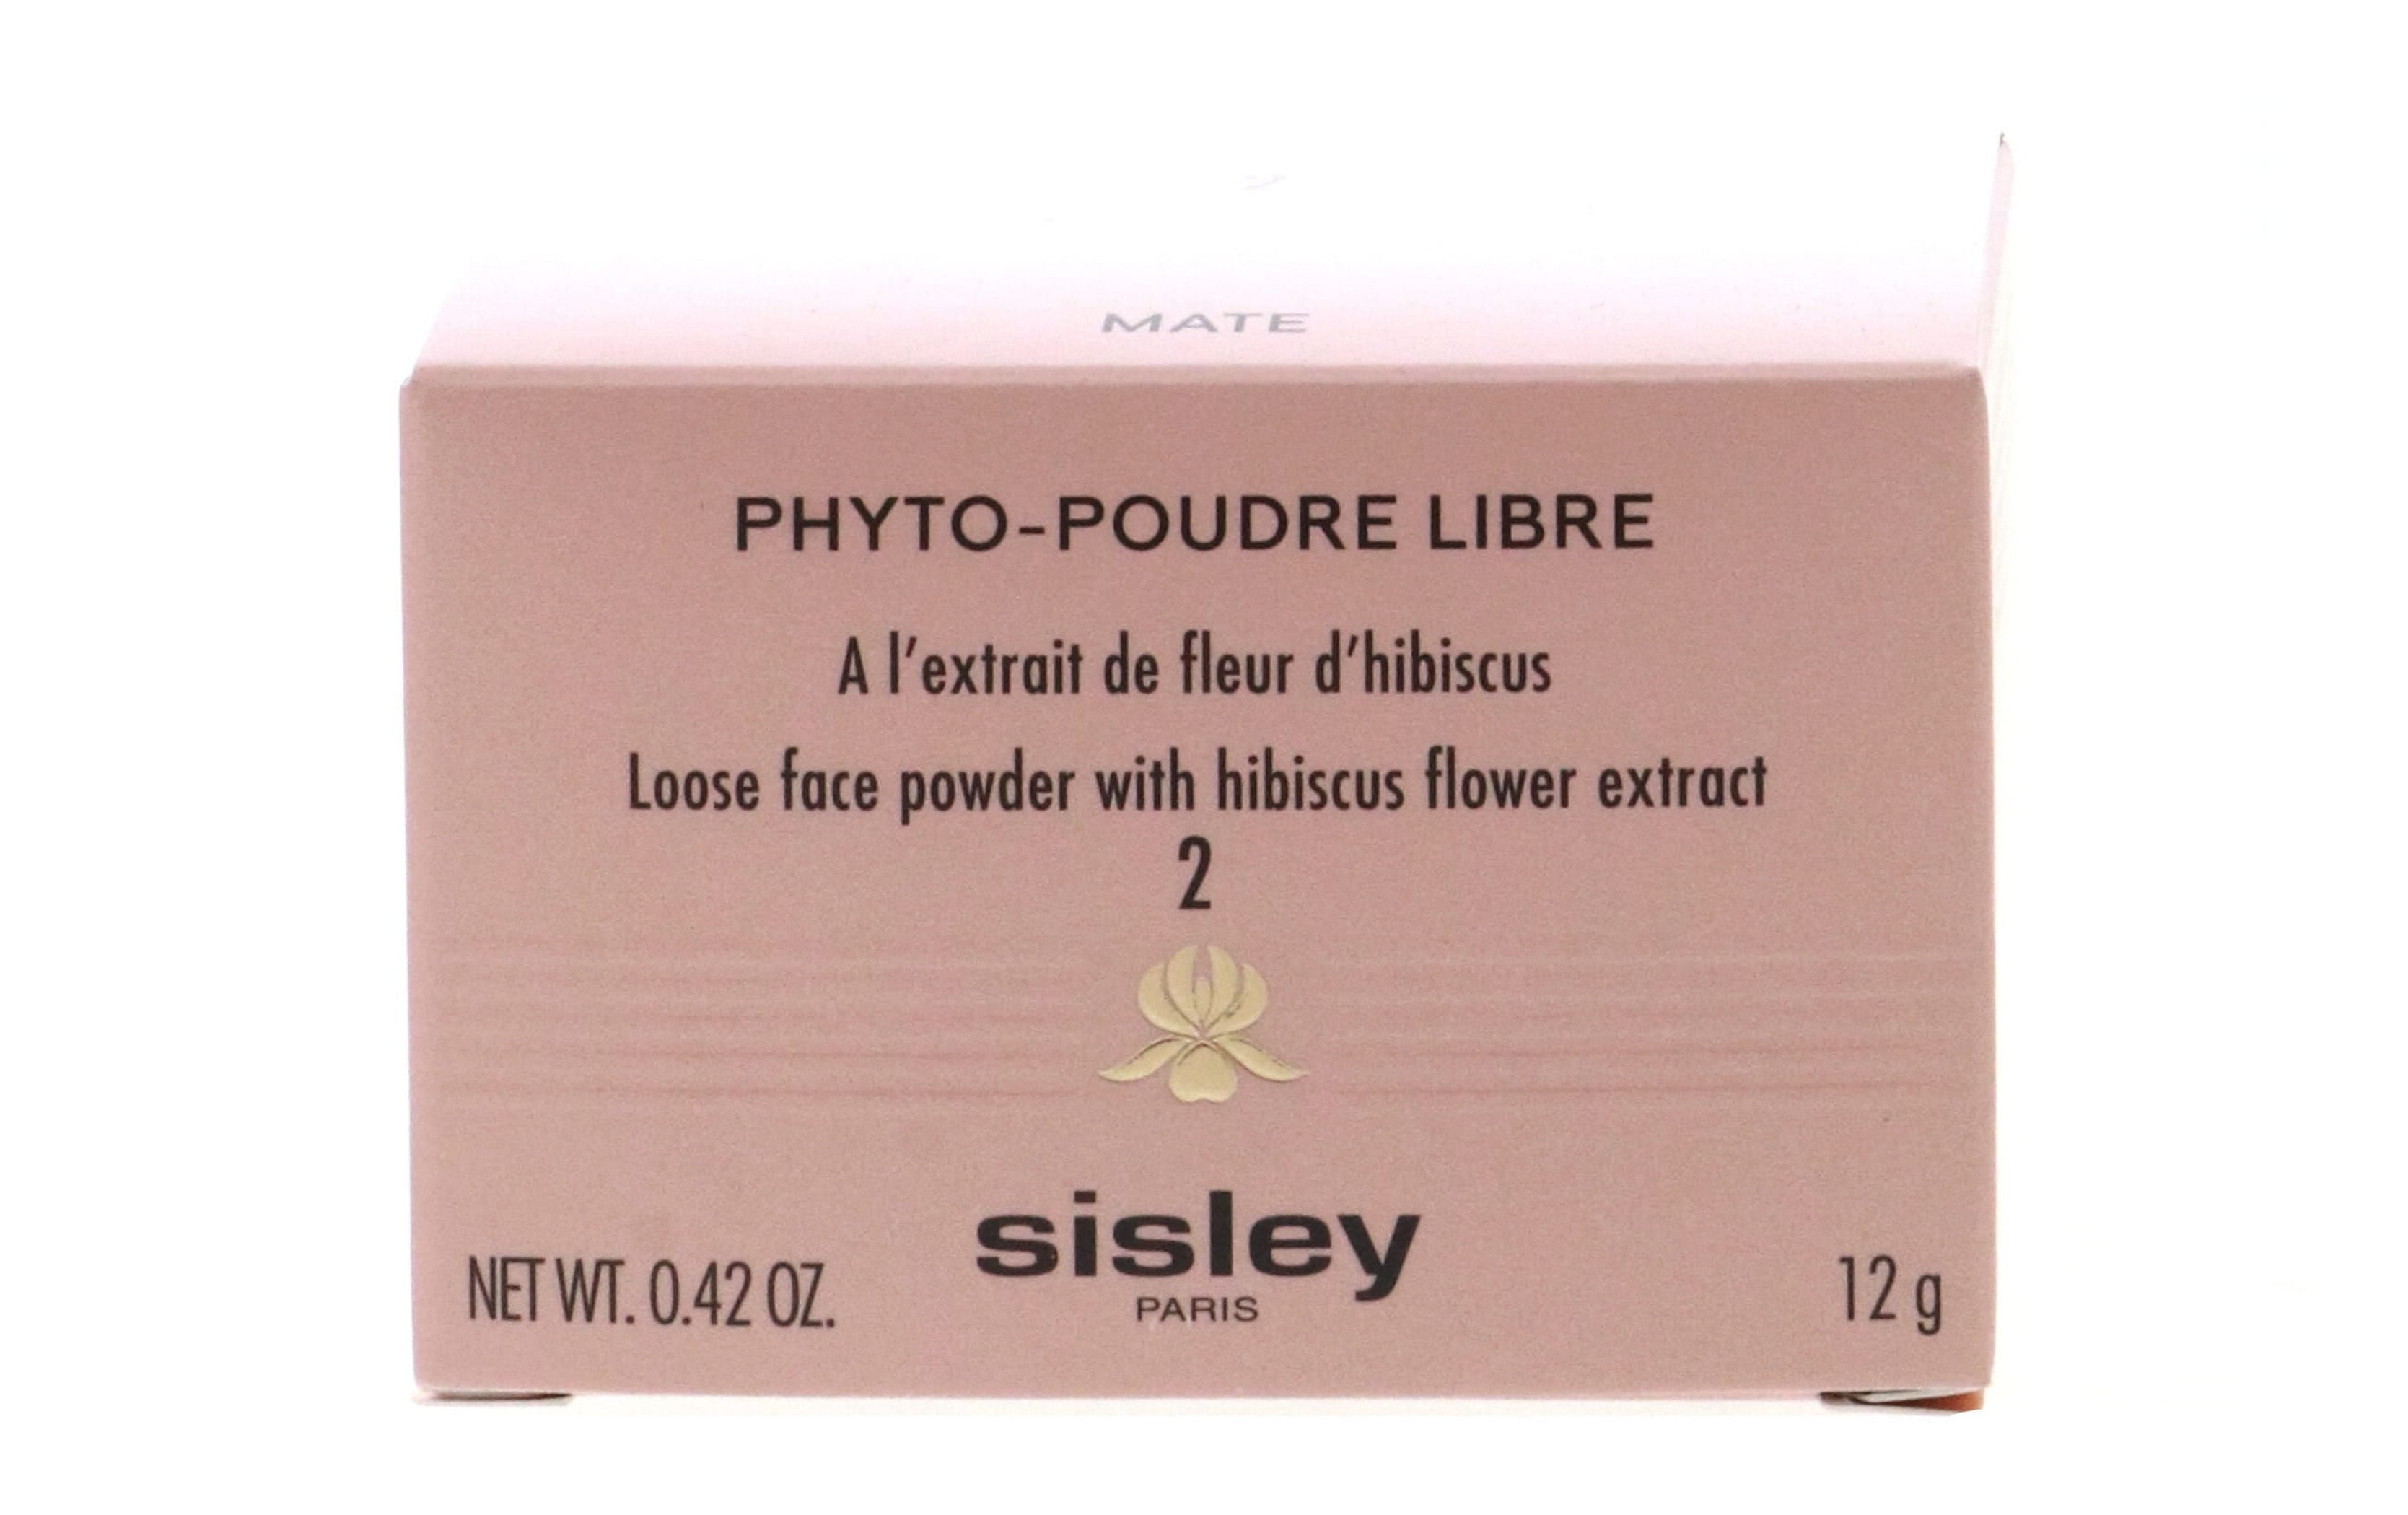 MATE
PHYTO-POUDRE LIBRE
A l'extrait de fleur d'hibiscus
Loose face powder with hibiscus flower extract
2
sisley
PARIS
NET WT. 0.42 OZ.
12 g